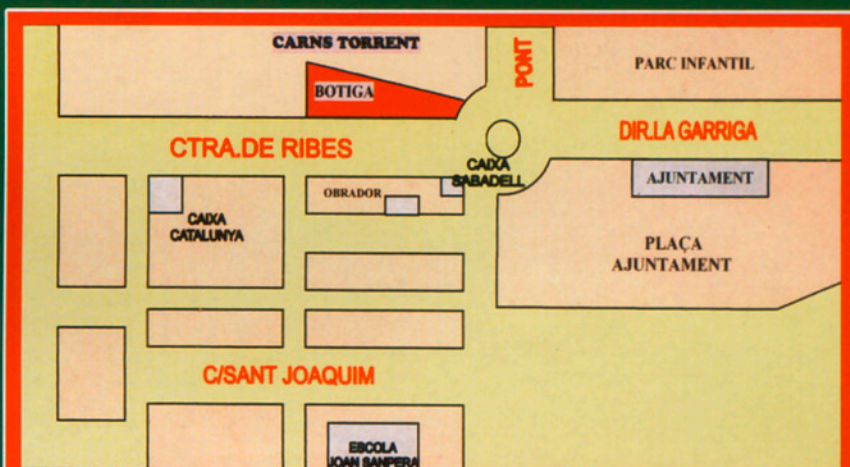 CARNS TORRENT
PONT
PARC INFANTIL
BOTIGA
CTRA.DE RIBES
DIR.LA GARRIGA
CAIXA
SABADELL
AJUNTAMENT
OBRADOR
CAIXA
CATALUNYA
PLAÇA
AJUNTAMENT
C/SANT JOAQUIM
ESCOLA
JOAN SANPERA